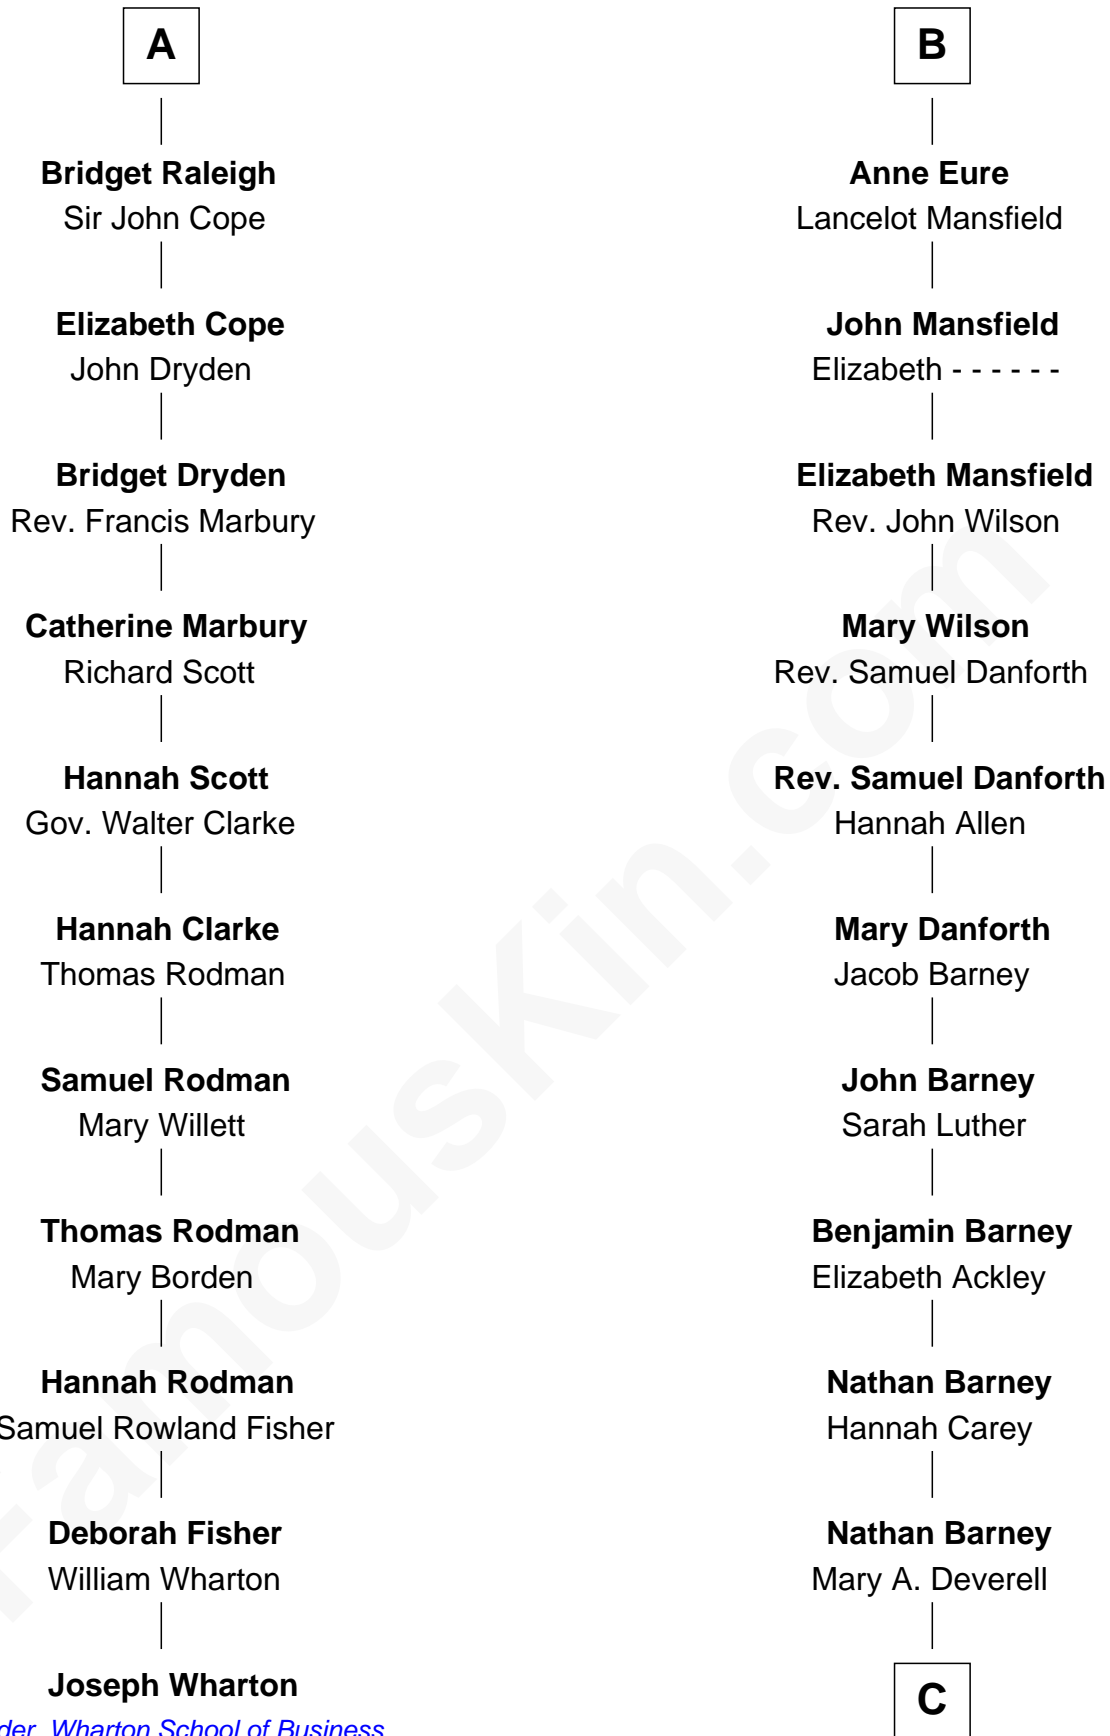 A
Bridget Raleigh
Sir John Cope
Elizabeth Cope
John Dryden
Bridget Dryden
Rev. Francis Marbury
Catherine Marbury
Richard Scott
Hannah Scott
Gov. Walter Clarke
Hannah Clarke
Thomas Rodman
Samuel Rodman
Mary Willett
Thomas Rodman
Mary Borden
Hannah Rodman
Samuel Rowland Fisher
Deborah Fisher
William Wharton
Joseph Wharton
der, Wharton School of Business
B
Anne Eure
Lancelot Mansfield
John Mansfield
Elizabeth - - - - - -
Elizabeth Mansfield
Rev. John Wilson
Mary Wilson
Rev. Samuel Danforth
Rev. Samuel Danforth
Hannah Allen
Mary Danforth
Jacob Barney
John Barney
Sarah Luther
Benjamin Barney
Elizabeth Ackley
Nathan Barney
Hannah Carey
Nathan Barney
Mary A. Deverell
C
FamousKin.com